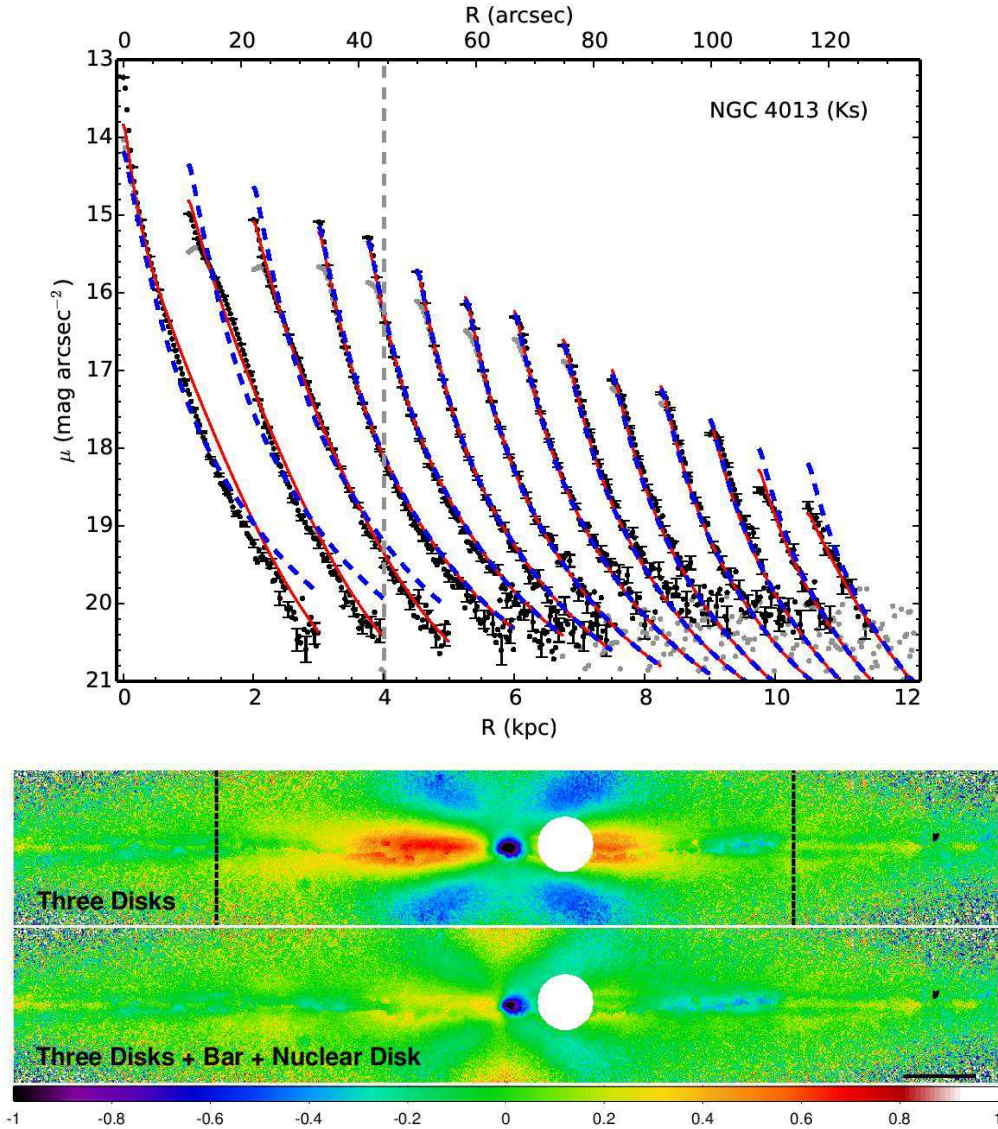 R (arcsec)
0 20 40 60 80 100 120
13
14
15
16
17
18
19
20
21
μ (mag arcsec⁻²)
NGC 4013 (Ks)
0 2 4 6 8 10 12
R (kpc)
Three Disks
Three Disks + Bar + Nuclear Disk
-1 -0.8 -0.6 -0.4 -0.2 0 0.2 0.4 0.6 0.8 1